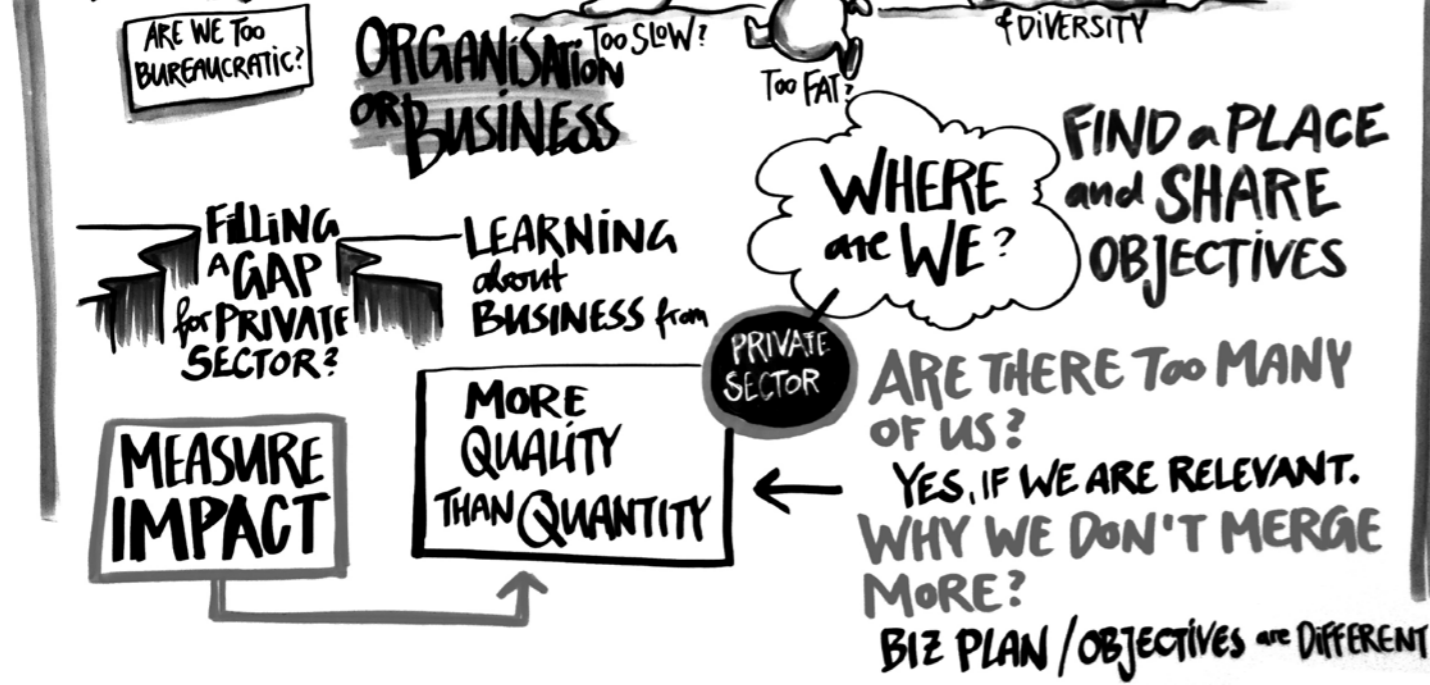 ARE WE TOO
BUREAUCRATIC?
ORGANISATION
OR BUSINESS
TOO SLOW?
TOO FAT?
& DIVERSITY
FILLING
A GAP
for PRIVATE
SECTOR?
LEARNING
about
BUSINESS from
PRIVATE
SECTOR
WHERE
are WE?
FIND a PLACE
and SHARE
OBJECTIVES
MEASURE
IMPACT
MORE
QUALITY
THAN QUANTITY
ARE THERE TOO MANY
OF US?
YES, IF WE ARE RELEVANT.
WHY WE DON'T MERGE
MORE?
BIZ PLAN / OBJECTIVES are DIFFERENT